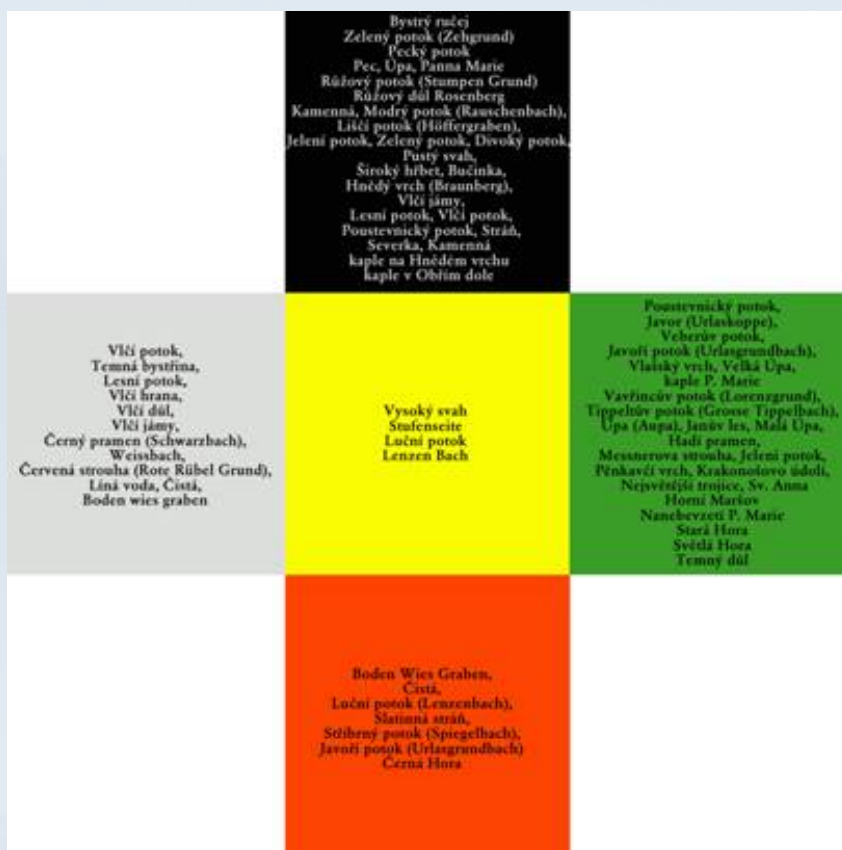 Bystrý ručej
Zelený potok (Zehgrund)
Pecký potok
Pec, Úpa, Panna Marie
Růžový potok (Stumpen Grund)
Růžový důl Rosenberg
Kamenná, Modrý potok (Rauschenbach),
Liščí potok (Höffergraben),
Jelení potok, Zelený potok, Divoký potok,
Pustý svah,
Široký hřbet, Bučinka,
Hnědý vrch (Braunberg),
Vlčí jámy,
Lesní potok, Vlčí potok,
Poustevnický potok, Stráň,
Severka, Kamenná
kaple na Hnědém vrchu
kaple v Obřím dole
Vlčí potok,
Temná bystřina,
Lesní potok,
Vlčí hrana,
Vlčí důl,
Vlčí jámy,
Černý pramen (Schwarzbach),
Weissbach,
Červená strouha (Rote Rübel Grund),
Líná voda, Čistá,
Boden wies graben
Vysoký svah
Stufenseite
Luční potok
Lenzen Bach
Poustevnický potok,
Javor (Urlaskoppe),
Veberův potok,
Javoří potok (Urlasgrundbach),
Vlašský vrch, Velká Úpa,
kaple P. Marie
Vavřincův potok (Lorenzgrund),
Tippeltův potok (Grosse Tippelbach),
Úpa (Aupa), Janův les, Malá Úpa,
Hadí pramen,
Messnerova strouha, Jelení potok,
Pěnkavčí vrch, Krakonošovo údolí,
Nejsvětější trojice, Sv. Anna
Horní Maršov
Nanebevzetí P. Marie
Stará Hora
Světlá Hora
Temný důl
Boden Wies Graben,
Čistá,
Luční potok (Lenzenbach),
Slatinná stráň,
Stříbrný potok (Spiegelbach),
Javoří potok (Urlasgrundbach)
Černá Hora